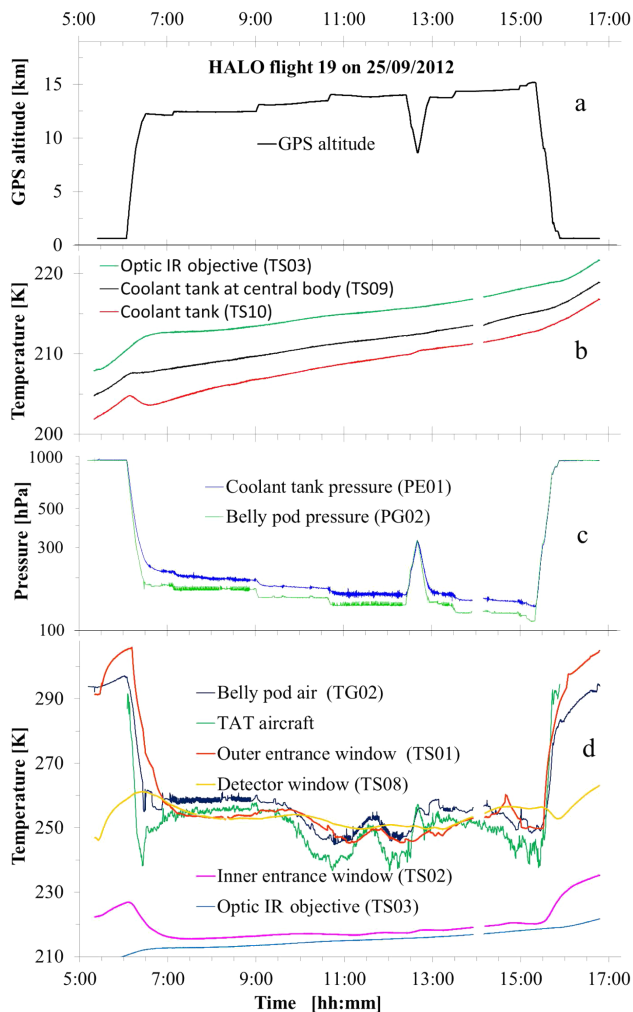 5:00 7:00 9:00 11:00 13:00 15:00 17:00
HALO flight 19 on 25/09/2012
GPS altitude [km]
15
10
5
0
a
GPS altitude
Temperature [K]
220
210
200
Optic IR objective (TS03)
Coolant tank at central body (TS09)
Coolant tank (TS10)
b
Pressure [hPa]
1000
500
300
100
Coolant tank pressure (PE01)
Belly pod pressure (PG02)
c
Temperature [K]
290
270
250
230
210
Belly pod air (TG02)
TAT aircraft
Outer entrance window (TS01)
Detector window (TS08)
Inner entrance window (TS02)
Optic IR objective (TS03)
d
5:00 7:00 9:00 11:00 13:00 15:00 17:00
Time [hh:mm]